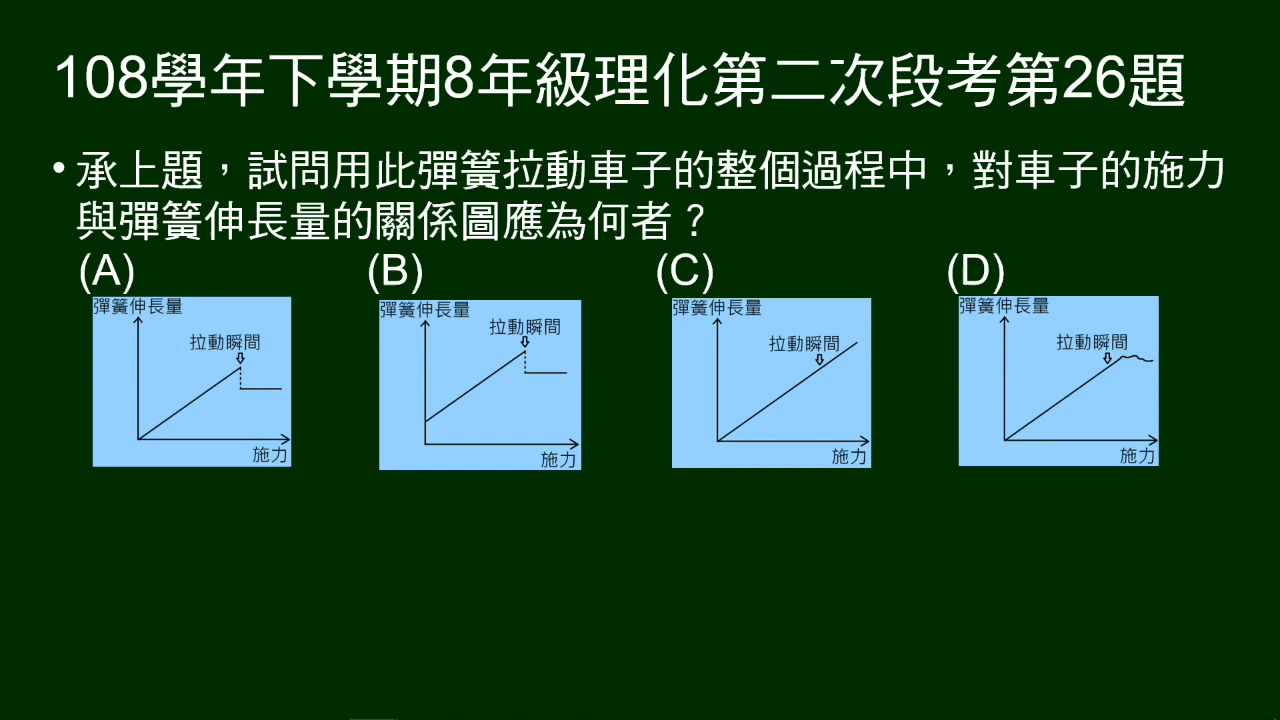 108學年下學期8年級理化第二次段考第26題
• 承上題，試問用此彈簧拉動車子的整個過程中，對車子的施力
與彈簧伸長量的關係圖應為何者？
(A) (B) (C) (D)
彈簧伸長量
拉動瞬間
施力
彈簧伸長量
拉動瞬間
施力
彈簧伸長量
拉動瞬間
施力
彈簧伸長量
拉動瞬間
施力